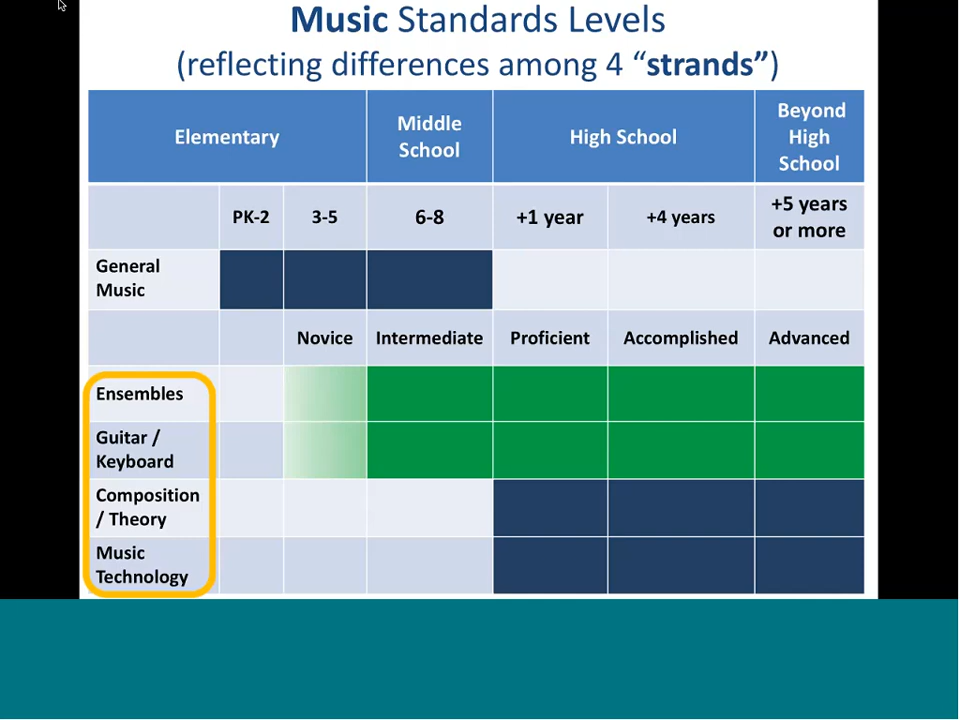 Music Standards Levels
(reflecting differences among 4 “strands”)
Elementary
Middle
School
High School
Beyond
High
School
PK-2
3-5
6-8
+1 year
+4 years
+5 years
or more
General
Music
Novice
Intermediate
Proficient
Accomplished
Advanced
Ensembles
Guitar /
Keyboard
Composition
/ Theory
Music
Technology